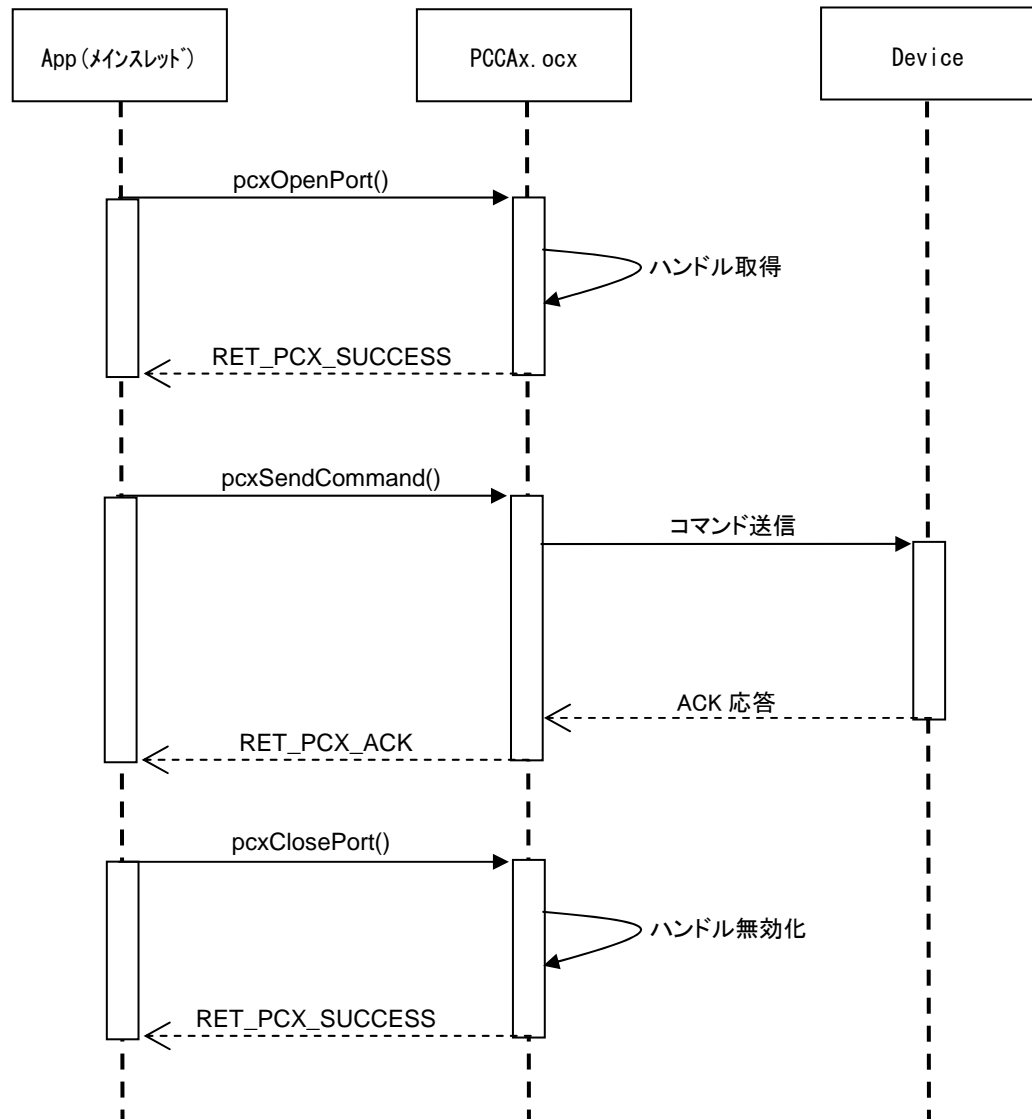 App(ﾒｲﾝｽﾚｯﾄﾞ) PCCAx.ocx Device
pcxOpenPort()
ハンドル取得
RET_PCX_SUCCESS
pcxSendCommand()
コマンド送信
ACK 応答
RET_PCX_ACK
pcxClosePort()
ハンドル無効化
RET_PCX_SUCCESS